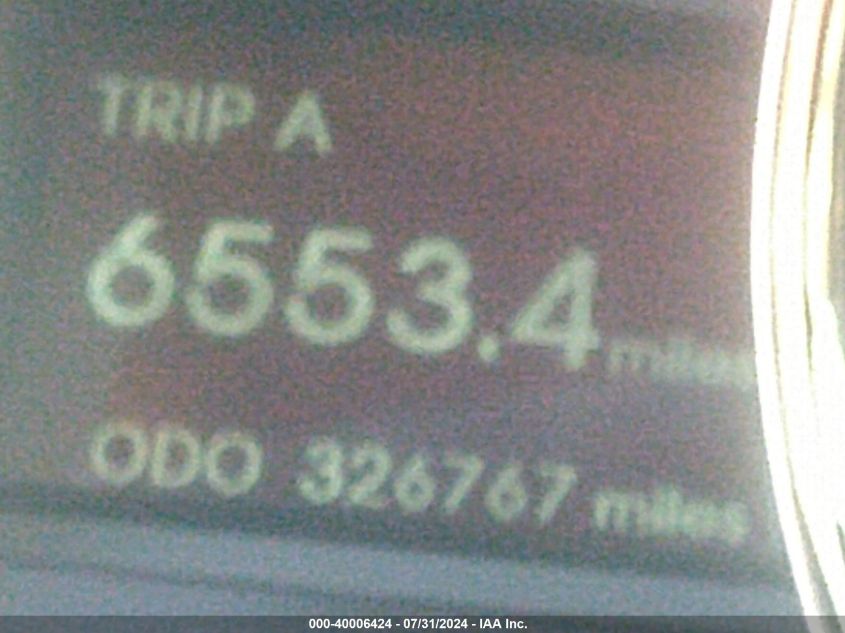 TRIP A
6553.4 miles
ODO 326767 miles
000-40006424 - 07/31/2024 - IAA Inc.